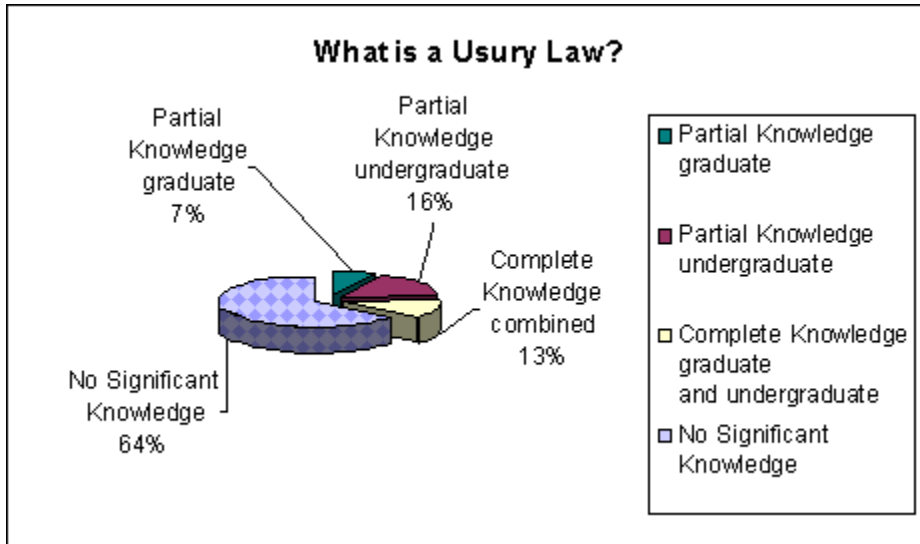 What is a Usury Law?
Partial
Knowledge
graduate
7%
Partial
Knowledge
undergraduate
16%
Complete
Knowledge
combined
13%
No Significant
Knowledge
64%
Partial Knowledge
graduate
Partial Knowledge
undergraduate
Complete Knowledge
graduate
and undergraduate
No Significant
Knowledge